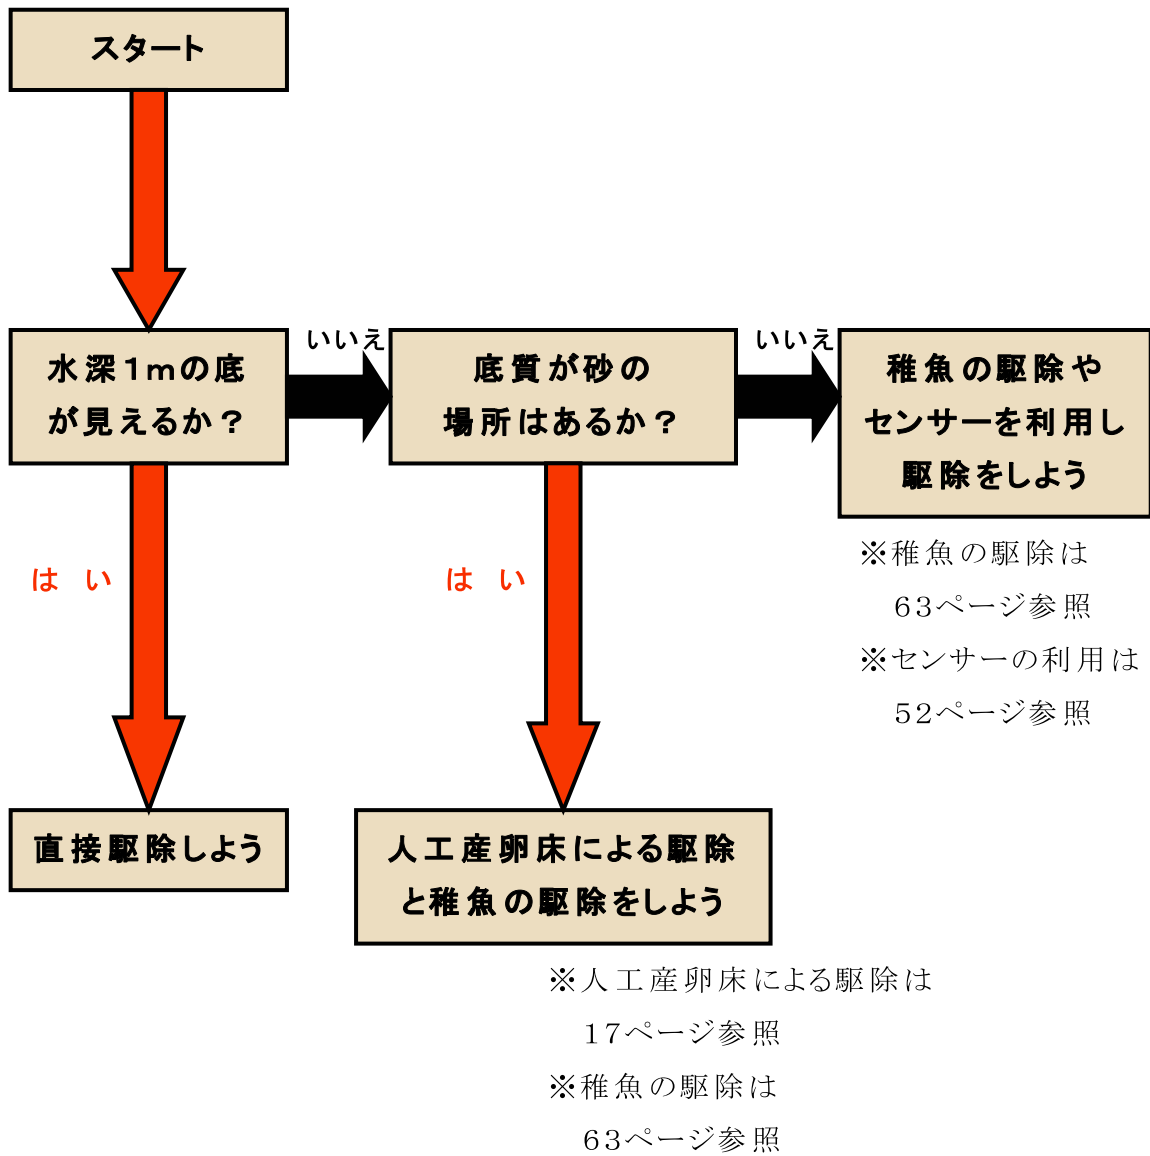 スタート
水深1mの底
が見えるか？
いいえ
底質が砂の
場所はあるか？
いいえ
稚魚の駆除や
センサーを利用し
駆除をしよう
※稚魚の駆除は
63ページ参照
※センサーの利用は
52ページ参照
はい
はい
直接駆除しよう
人工産卵床による駆除
と稚魚の駆除をしよう
※人工産卵床による駆除は
17ページ参照
※稚魚の駆除は
63ページ参照